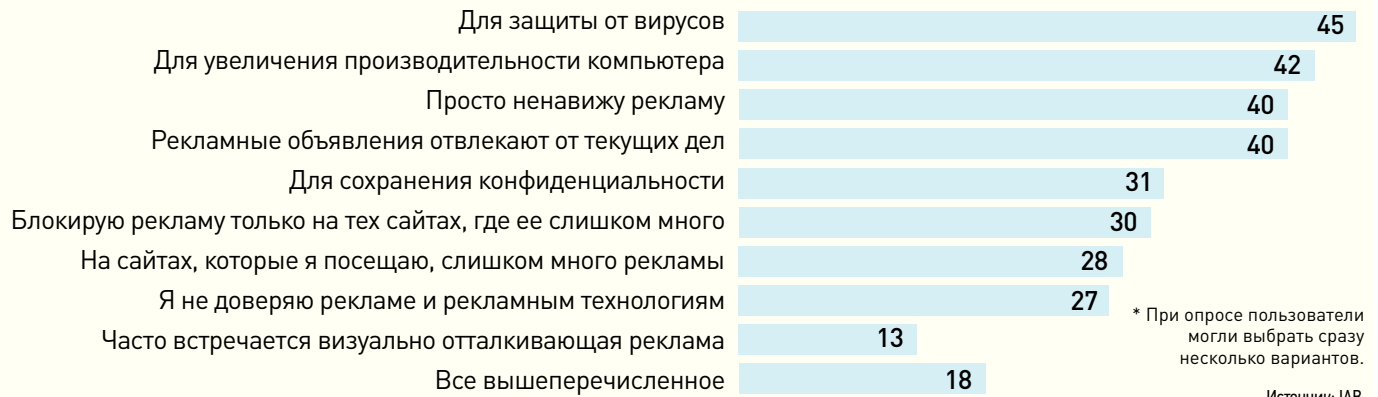 Для защиты от вирусов 45
Для увеличения производительности компьютера 42
Просто ненавижу рекламу 40
Рекламные объявления отвлекают от текущих дел 40
Для сохранения конфиденциальности 31
Блокирую рекламу только на тех сайтах, где ее слишком много 30
На сайтах, которые я посещаю, слишком много рекламы 28
Я не доверяю рекламе и рекламным технологиям 27
Часто встречается визуально отталкивающая реклама 13
Все вышеперечисленное 18
* При опросе пользователи
могли выбрать сразу
несколько вариантов.
Источник: IAB